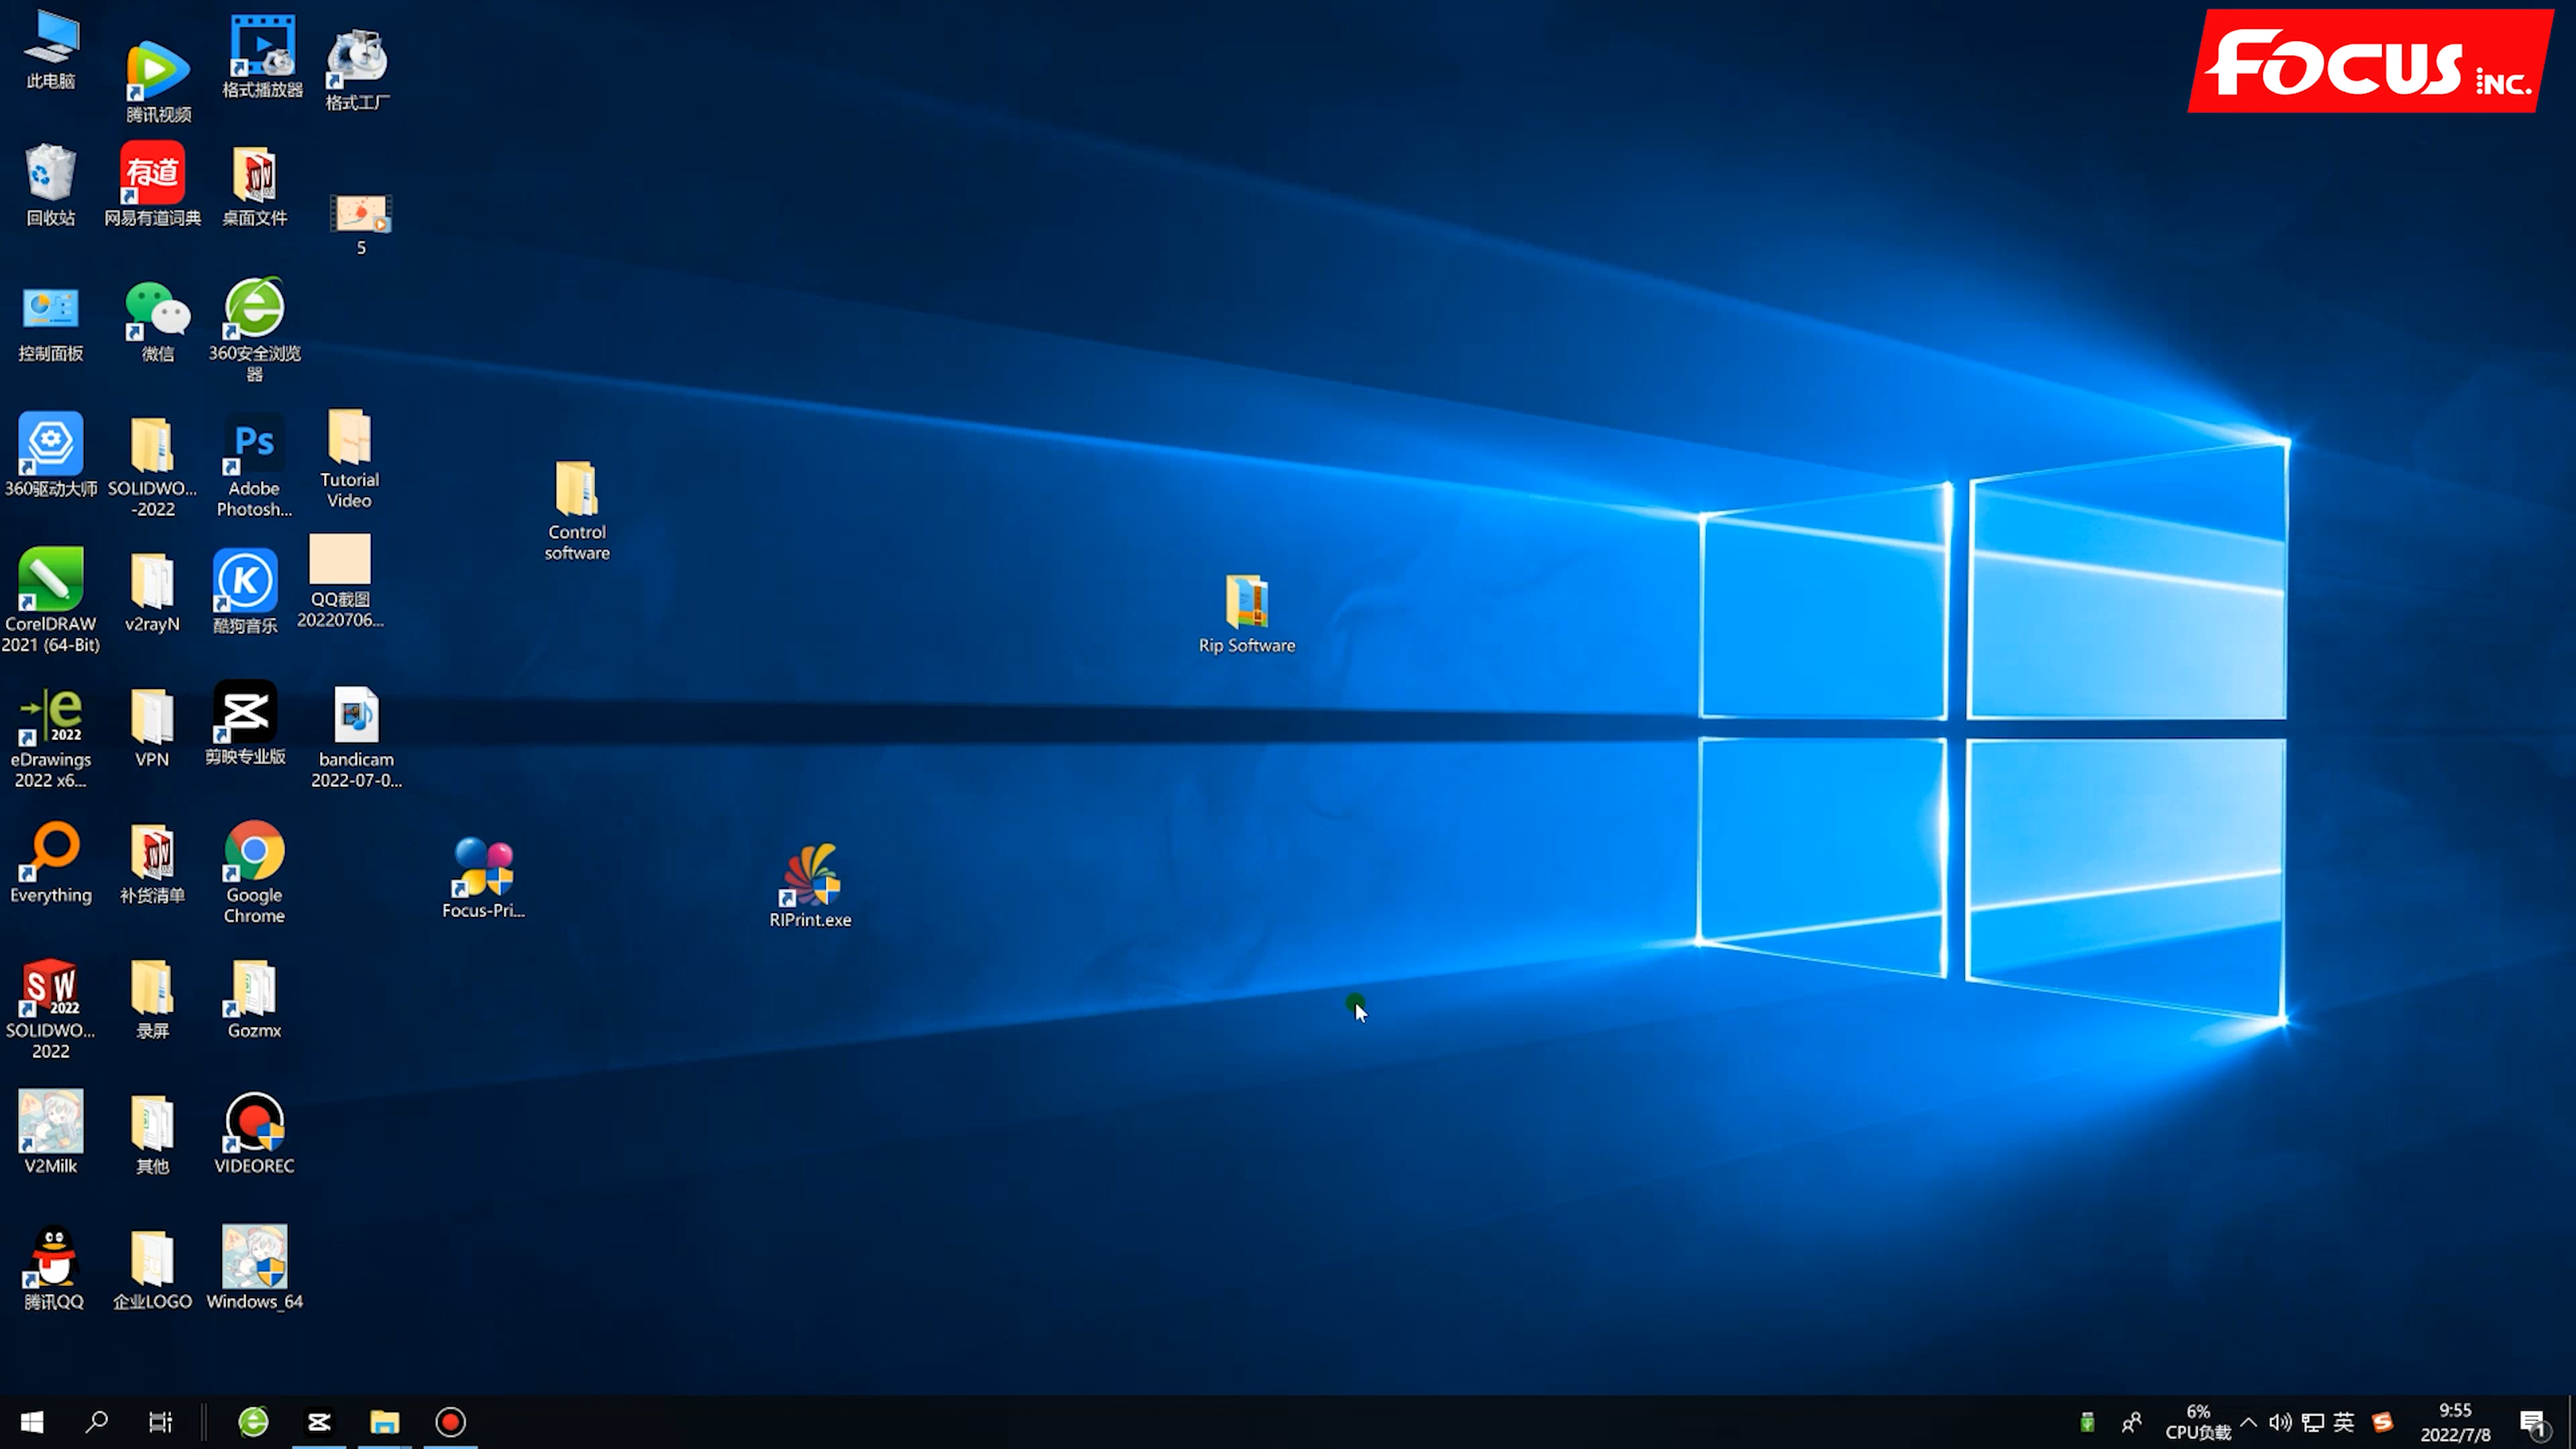 FOCUS INC.
此电脑
腾讯视频
格式播放器
格式工厂
回收站
有道
网易有道词典
桌面文件
5
控制面板
微信
360安全浏览
器
360驱动大师
SOLIDWO...
-2022
Ps
Adobe
Photosh...
Tutorial
Video
Control
software
CorelDRAW
2021 (64-Bit)
v2rayN
K
酷狗音乐
QQ截图
20220706...
Rip Software
e
2022
eDrawings
2022 x6...
VPN
剪映专业版
bandicam
2022-07-0...
Everything
补货清单
Google
Chrome
Focus-Pri...
RIPrint.exe
SW
2022
SOLIDWO...
2022
录屏
Gozmx
V2Milk
其他
VIDEOREC
腾讯QQ
企业LOGO
Windows_64
6%
CPU负载
英
S
9:55
2022/7/8
1